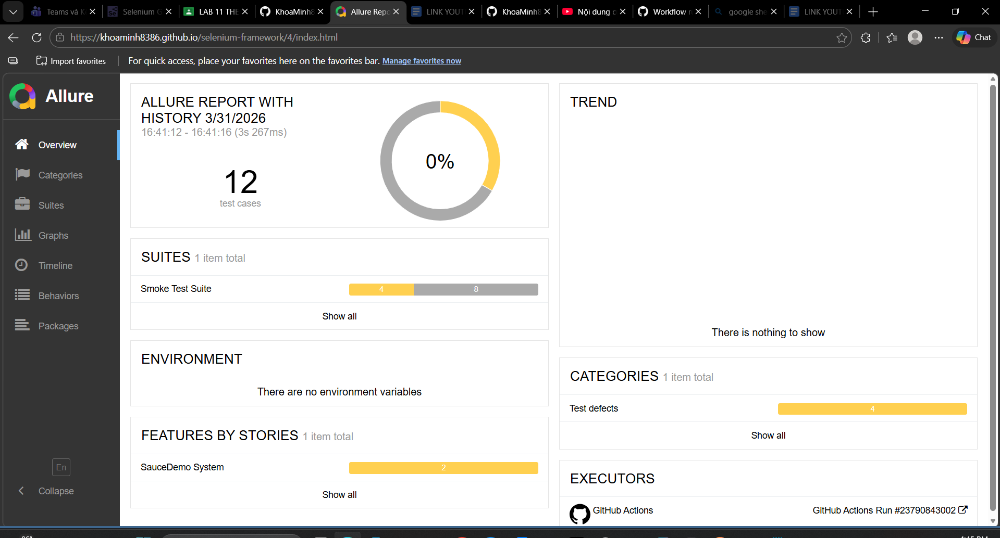 Teams và K
Selenium G
LAB 11 THE
KhoaMinh8
Allure Repo
LINK YOUT
KhoaMinh8
Nội dung c
Workflow r
google she
LINK YOUT
https://khoaminh8386.github.io/selenium-framework/4/index.html
Chat
Import favorites
For quick access, place your favorites here on the favorites bar. Manage favorites now
Allure
Overview
Categories
Suites
Graphs
Timeline
Behaviors
Packages
En
Collapse
ALLURE REPORT WITH
HISTORY 3/31/2026
16:41:12 - 16:41:16 (3s 267ms)
12
test cases
0%
SUITES 1 item total
Smoke Test Suite 4 8
Show all
ENVIRONMENT
There are no environment variables
FEATURES BY STORIES 1 item total
SauceDemo System 2
Show all
TREND
There is nothing to show
CATEGORIES 1 item total
Test defects 4
Show all
EXECUTORS
GitHub Actions GitHub Actions Run #23790843002